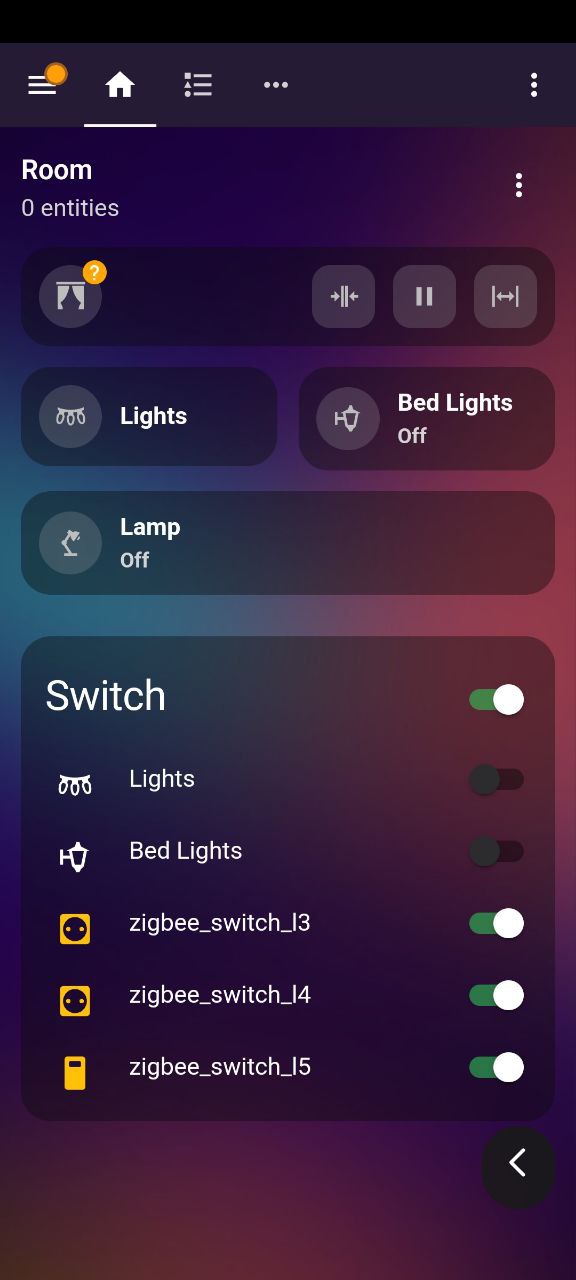 Room
0 entities
?
Lights
Bed Lights
Off
Lamp
Off
Switch
Lights
Bed Lights
zigbee_switch_l3
zigbee_switch_l4
zigbee_switch_l5